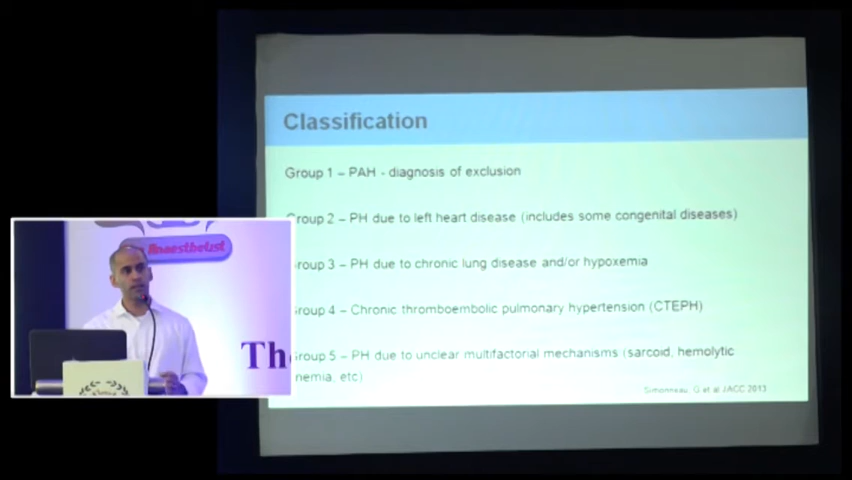 Classification
Group 1 – PAH - diagnosis of exclusion
Group 2 – PH due to left heart disease (includes some congenital diseases)
Group 3 – PH due to chronic lung disease and/or hypoxemia
Group 4 – Chronic thromboembolic pulmonary hypertension (CTEPH)
Group 5 – PH due to unclear multifactorial mechanisms (sarcoid, hemolytic
nemia, etc)
Simonneau, G et al JACC 2013
Anaesthetist
Th